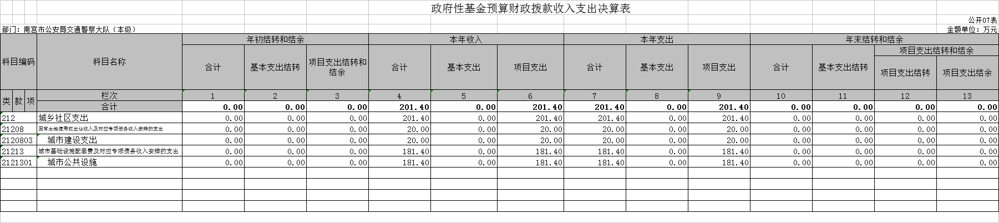 政府性基金预算财政拨款收入支出决算表
公开07表
部门：南宫市公安局交通警察大队（本级） 金额单位：万元
科目编码 科目名称 年初结转和结余 本年收入 本年支出 年末结转和结余
合计 基本支出结转 项目支出结转和结余 合计 基本支出 项目支出 合计 基本支出 项目支出 合计 基本支出结转 项目支出结转和结余
项目支出结转 项目支出结余
类 款 项 栏次 1 2 3 4 5 6 7 8 9 10 11 12 13
合计 0.00 0.00 0.00 201.40 0.00 201.40 201.40 0.00 201.40 0.00 0.00 0.00 0.00
212 城乡社区支出 0.00 0.00 0.00 201.40 0.00 201.40 201.40 0.00 201.40 0.00 0.00 0.00 0.00
21208 国有土地使用权出让收入及对应专项债务收入安排的支出 0.00 0.00 0.00 20.00 0.00 20.00 20.00 0.00 20.00 0.00 0.00 0.00 0.00
2120803 城市建设支出 0.00 0.00 0.00 20.00 0.00 20.00 20.00 0.00 20.00 0.00 0.00 0.00 0.00
21213 城市基础设施配套费及对应专项债务收入安排的支出 0.00 0.00 0.00 181.40 0.00 181.40 181.40 0.00 181.40 0.00 0.00 0.00 0.00
2121301 城市公共设施 0.00 0.00 0.00 181.40 0.00 181.40 181.40 0.00 181.40 0.00 0.00 0.00 0.00